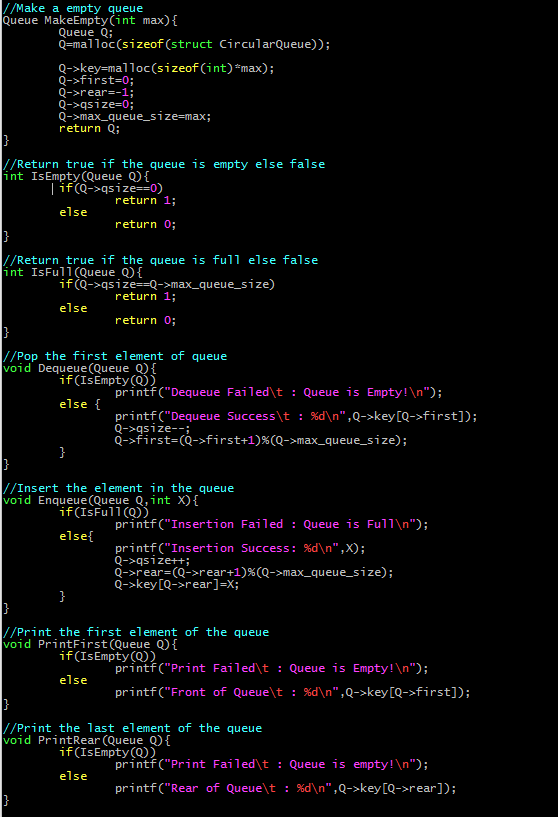 //Make a empty queue
Queue MakeEmpty(int max){
        Queue Q;
        Q=malloc(sizeof(struct CircularQueue));

        Q->key=malloc(sizeof(int)*max);
        Q->first=0;
        Q->rear=-1;
        Q->qsize=0;
        Q->max_queue_size=max;
        return Q;
}

//Return true if the queue is empty else false
int IsEmpty(Queue Q){
        if(Q->qsize==0)
                return 1;
        else
                return 0;
}

//Return true if the queue is full else false
int IsFull(Queue Q){
        if(Q->qsize==Q->max_queue_size)
                return 1;
        else
                return 0;
}

//Pop the first element of queue
void Dequeue(Queue Q){
        if(IsEmpty(Q))
                printf("Dequeue Failed\t : Queue is Empty!\n");
        else {
                printf("Dequeue Success\t : %d\n",Q->key[Q->first]);
                Q->qsize--;
                Q->first=(Q->first+1)%(Q->max_queue_size);
        }
}

//Insert the element in the queue
void Enqueue(Queue Q,int X){
        if(IsFull(Q))
                printf("Insertion Failed : Queue is Full\n");
        else{
                printf("Insertion Success: %d\n",X);
                Q->qsize++;
                Q->rear=(Q->rear+1)%(Q->max_queue_size);
                Q->key[Q->rear]=X;
        }
}

//Print the first element of the queue
void PrintFirst(Queue Q){
        if(IsEmpty(Q))
                printf("Print Failed\t : Queue is Empty!\n");
        else
                printf("Front of Queue\t : %d\n",Q->key[Q->first]);
}

//Print the last element of the queue
void PrintRear(Queue Q){
        if(IsEmpty(Q))
                printf("Print Failed\t : Queue is empty!\n");
        else
                printf("Rear of Queue\t : %d\n",Q->key[Q->rear]);
}